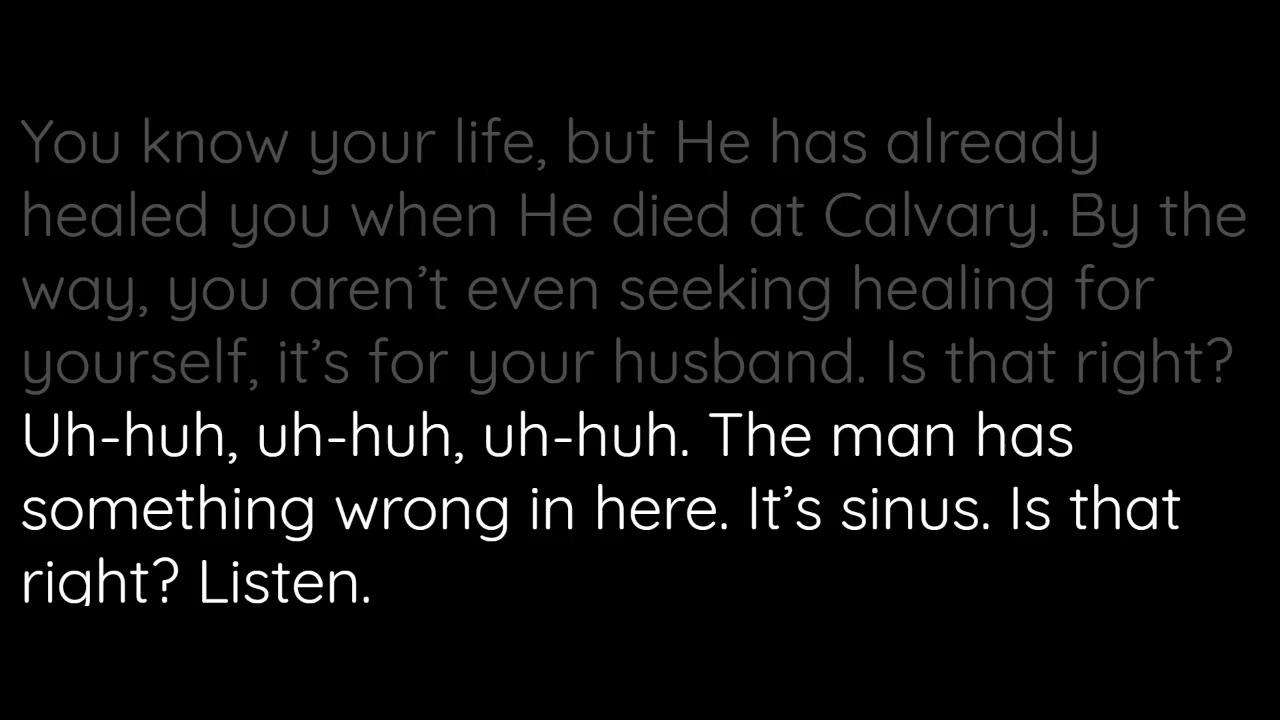 You know your life, but He has already
healed you when He died at Calvary. By the
way, you aren’t even seeking healing for
yourself, it’s for your husband. Is that right?
Uh-huh, uh-huh, uh-huh. The man has
something wrong in here. It’s sinus. Is that
right? Listen.